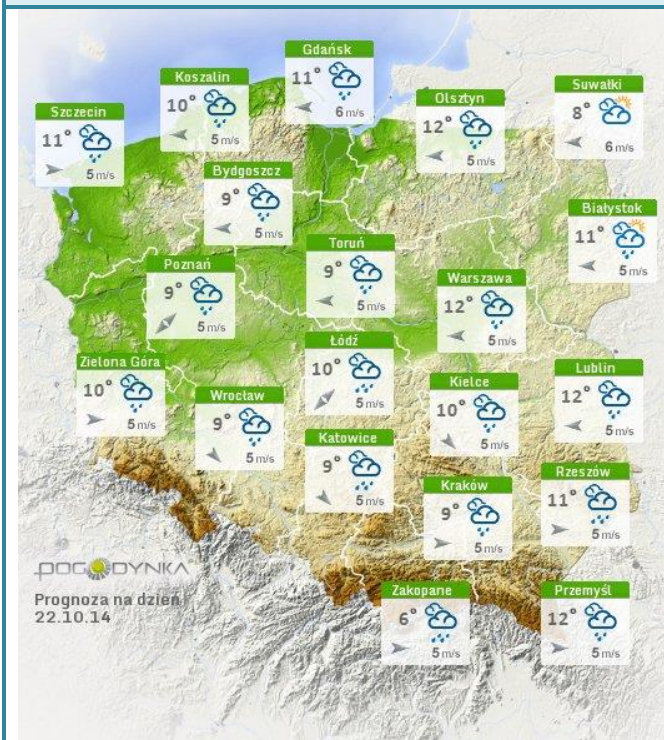 Gdańsk
11°
6 m/s
Koszalin
10°
5 m/s
Suwałki
8°
6 m/s
Olsztyn
12°
5 m/s
Szczecin
11°
5 m/s
Bydgoszcz
9°
5 m/s
Białystok
11°
5 m/s
Toruń
9°
5 m/s
Poznań
9°
5 m/s
Warszawa
12°
5 m/s
Łódź
10°
5 m/s
Zielona Góra
10°
5 m/s
Lublin
12°
5 m/s
Kielce
10°
5 m/s
Wrocław
9°
5 m/s
Katowice
9°
5 m/s
Rzeszów
11°
5 m/s
Kraków
9°
5 m/s
POGODYNKA
Prognoza na dzień
22.10.14
Zakopane
6°
5 m/s
Przemyśl
12°
5 m/s